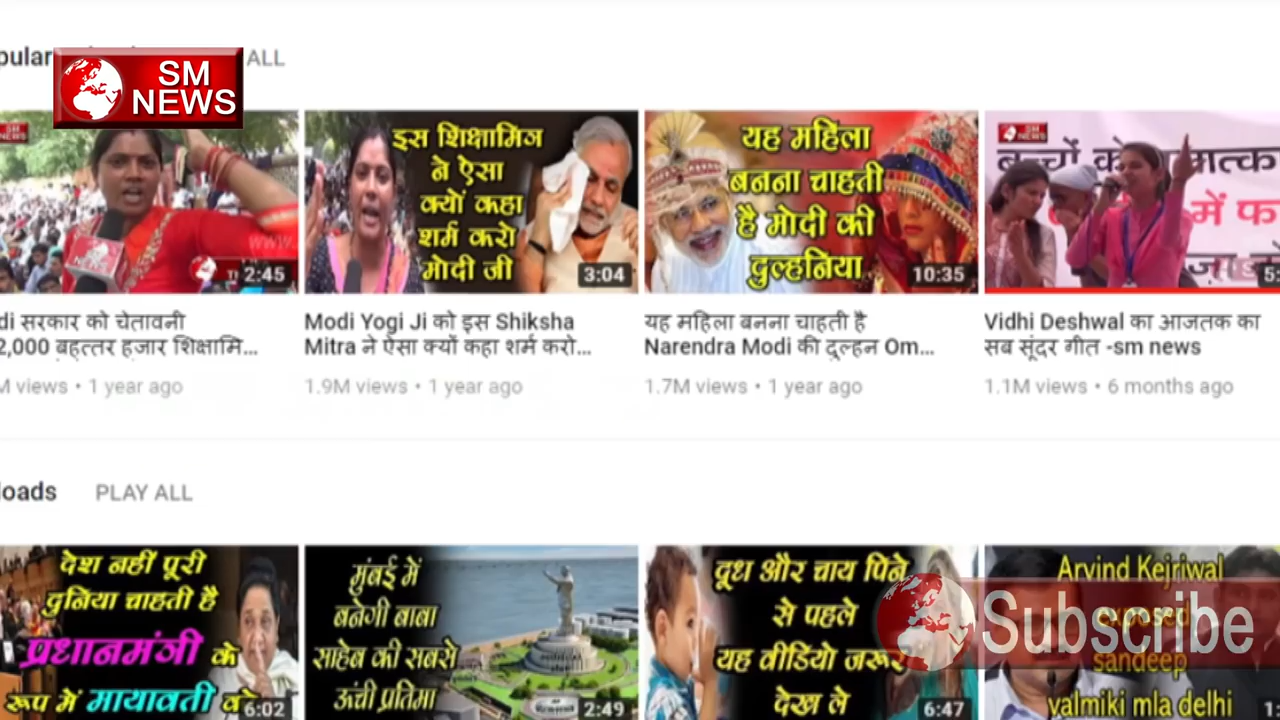 SM
NEWS
ALL
SM
NEWS
2:45
इस शिक्षामित्र
ने ऐसा
क्यों कहा
शर्म करो
मोदी जी
3:04
यह महिला
बनना चाहती
है मोदी की
दुल्हनिया
10:35
में
सरकार को चेतावनी
2,000 बहत्तर हजार शिक्षामि...
M views • 1 year ago
Modi Yogi Ji को इस Shiksha
Mitra ने ऐसा क्यों कहा शर्म करो...
1.9M views • 1 year ago
यह महिला बनना चाहती है
Narendra Modi की दुल्हन Om...
1.7M views • 1 year ago
Vidhi Deshwal का आजतक का
सब सूंदर गीत -sm news
1.1M views • 6 months ago
PLAY ALL
देश नहीं पूरी
दुनिया चाहती है
प्रधानमंत्री के
रूप में मायावती
6:02
मुंबई में
बनेगी बाबा
साहेब की सबसे
ऊंची प्रतिमा
2:49
दूध और चाय पिने
से पहले
यह वीडियो जरूर
देख ले
6:47
Arvind Kejriwal
exposed
sandeep
valmiki mla delhi
Subscribe